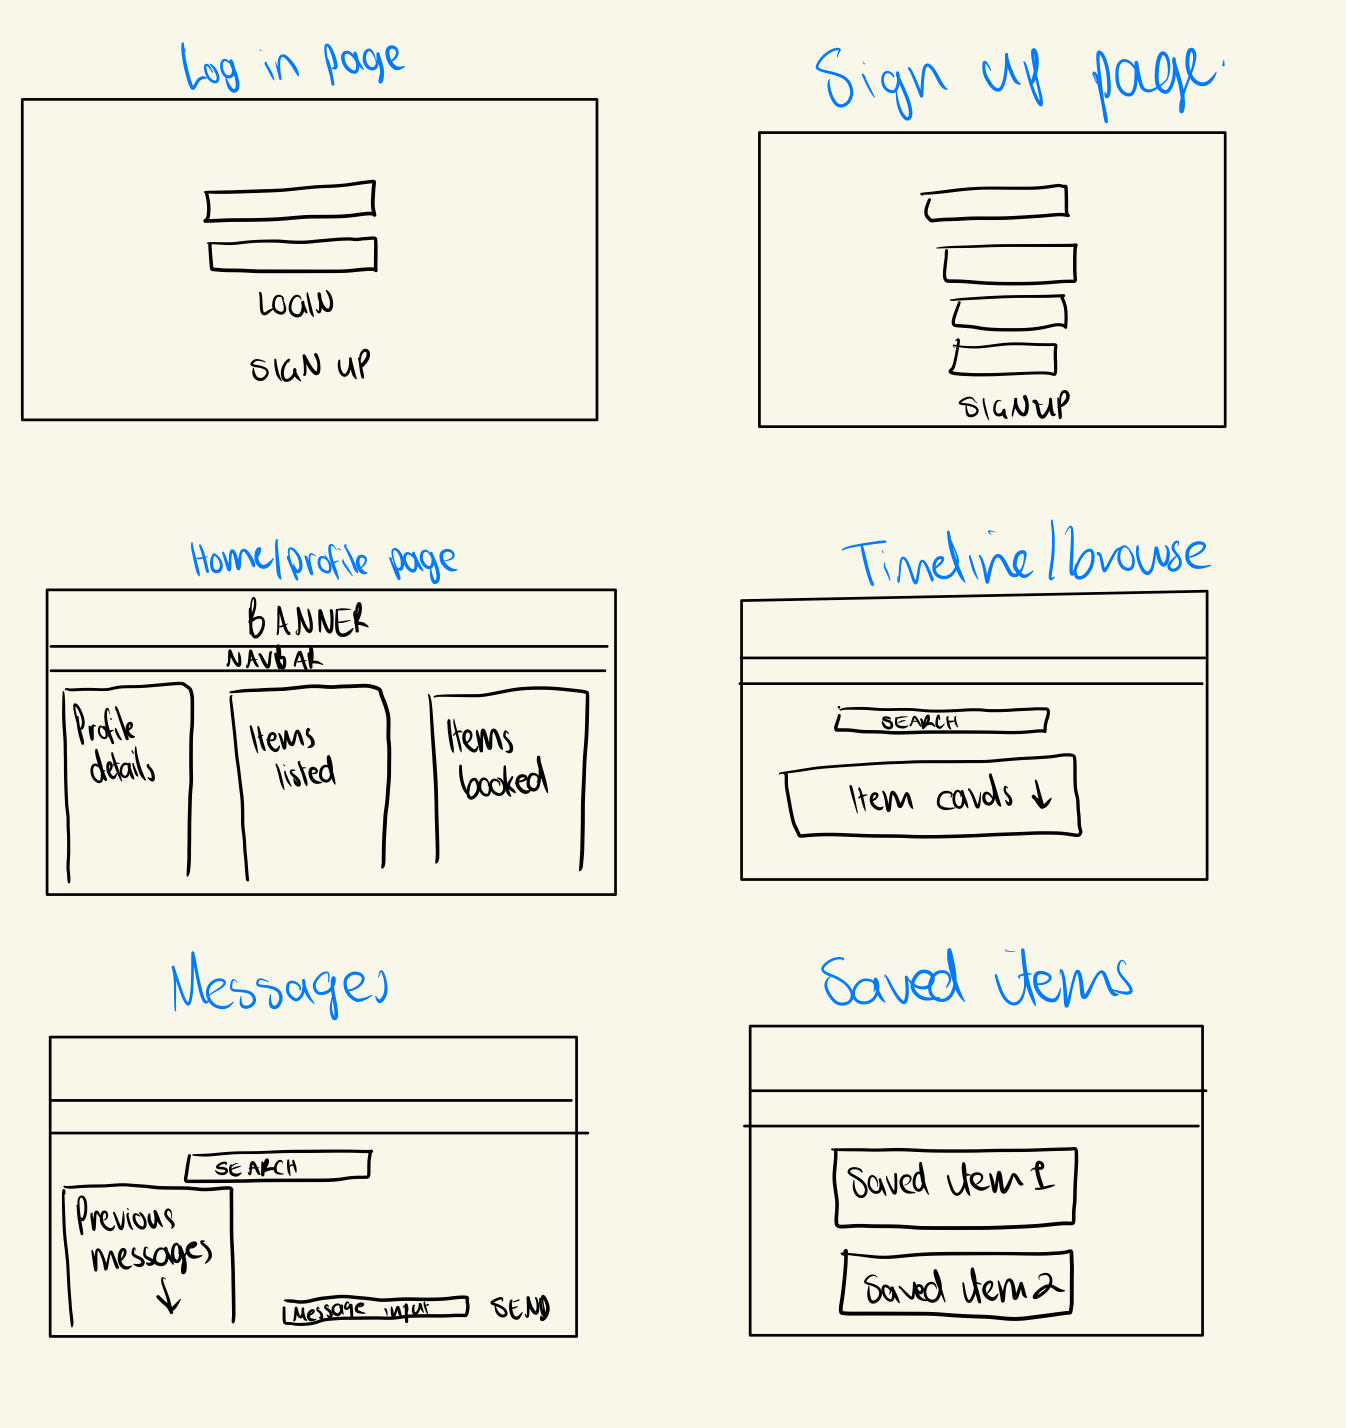 Log in page
LOGIN
SIGN UP
Sign up page.
SIGNUP
Home/profile page
BANNER
NAVBAR
Profile
details
Items
listed
Items
booked
Timeline/browse
SEARCH
Item cards ↓
Messages
SEARCH
Previous
messages
↓
Message input
SEND
Saved items
Saved item 1
Saved item 2